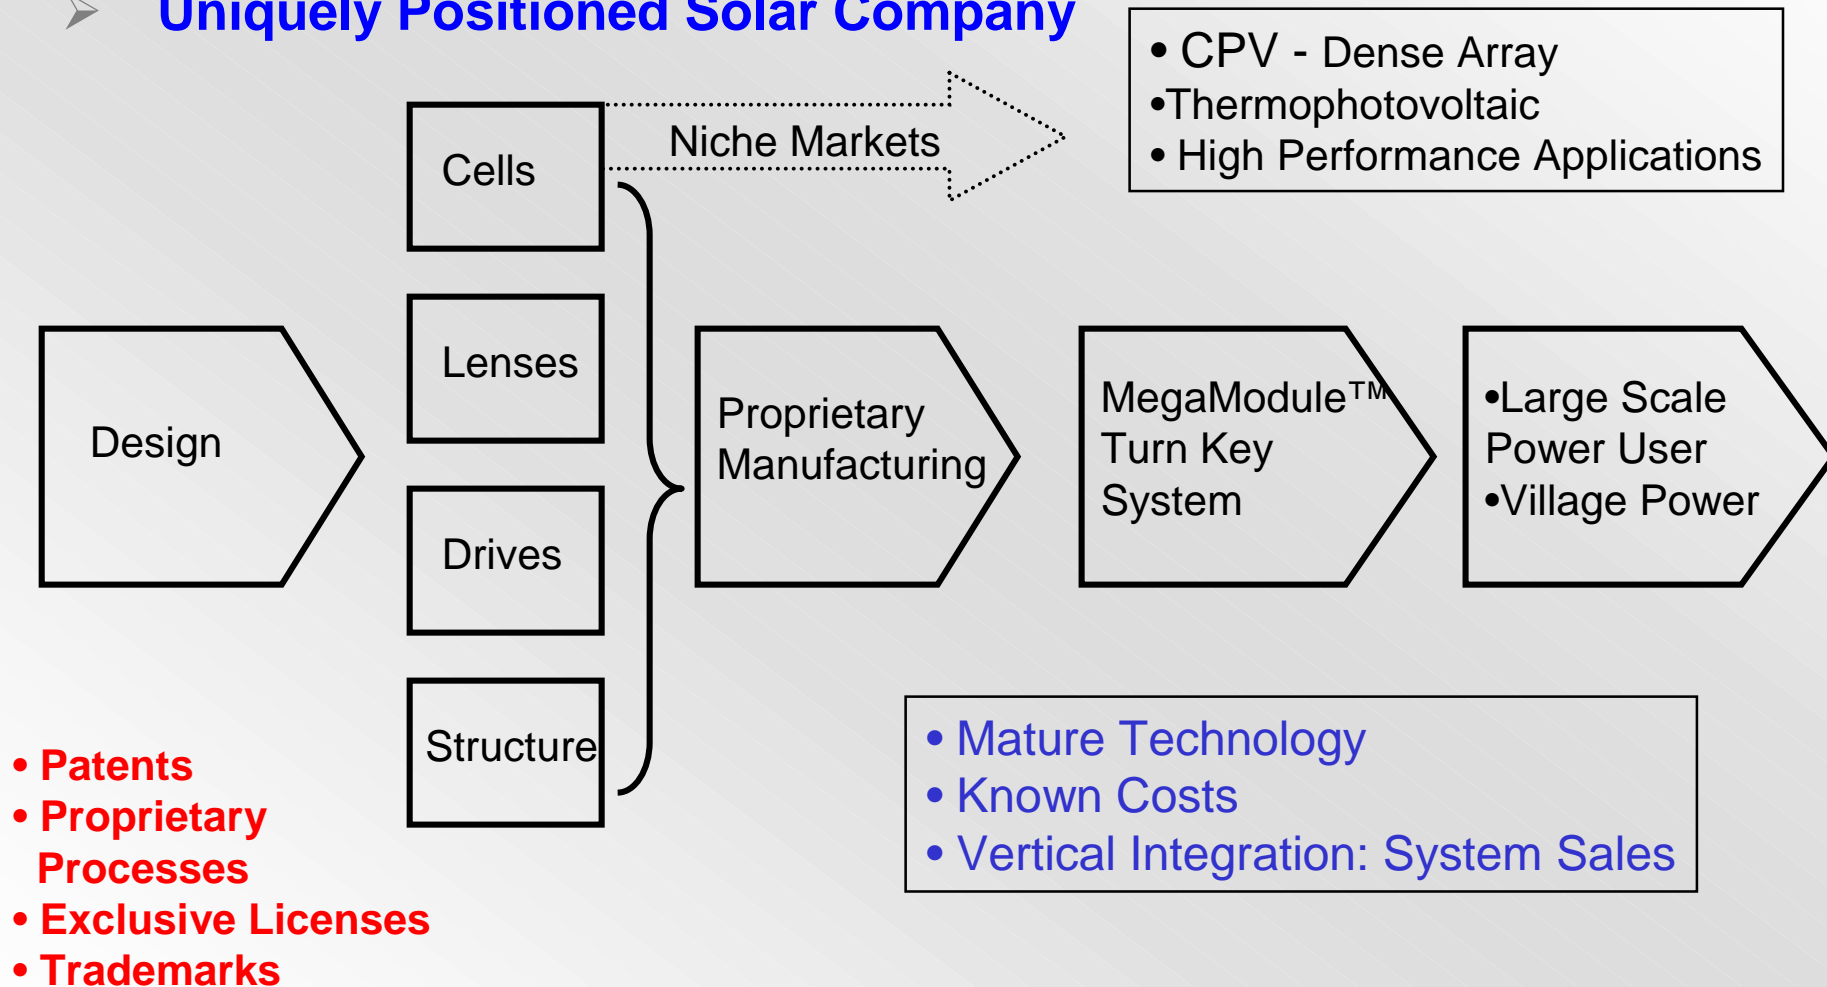 Uniquely Positioned Solar Company
• CPV - Dense Array
•Thermophotovoltaic
• High Performance Applications
Niche Markets
Cells
Lenses
Drives
Structure
Design
Proprietary
Manufacturing
MegaModule™
Turn Key
System
•Large Scale
Power User
•Village Power
• Mature Technology
• Known Costs
• Vertical Integration: System Sales
• Patents
• Proprietary
Processes
• Exclusive Licenses
• Trademarks